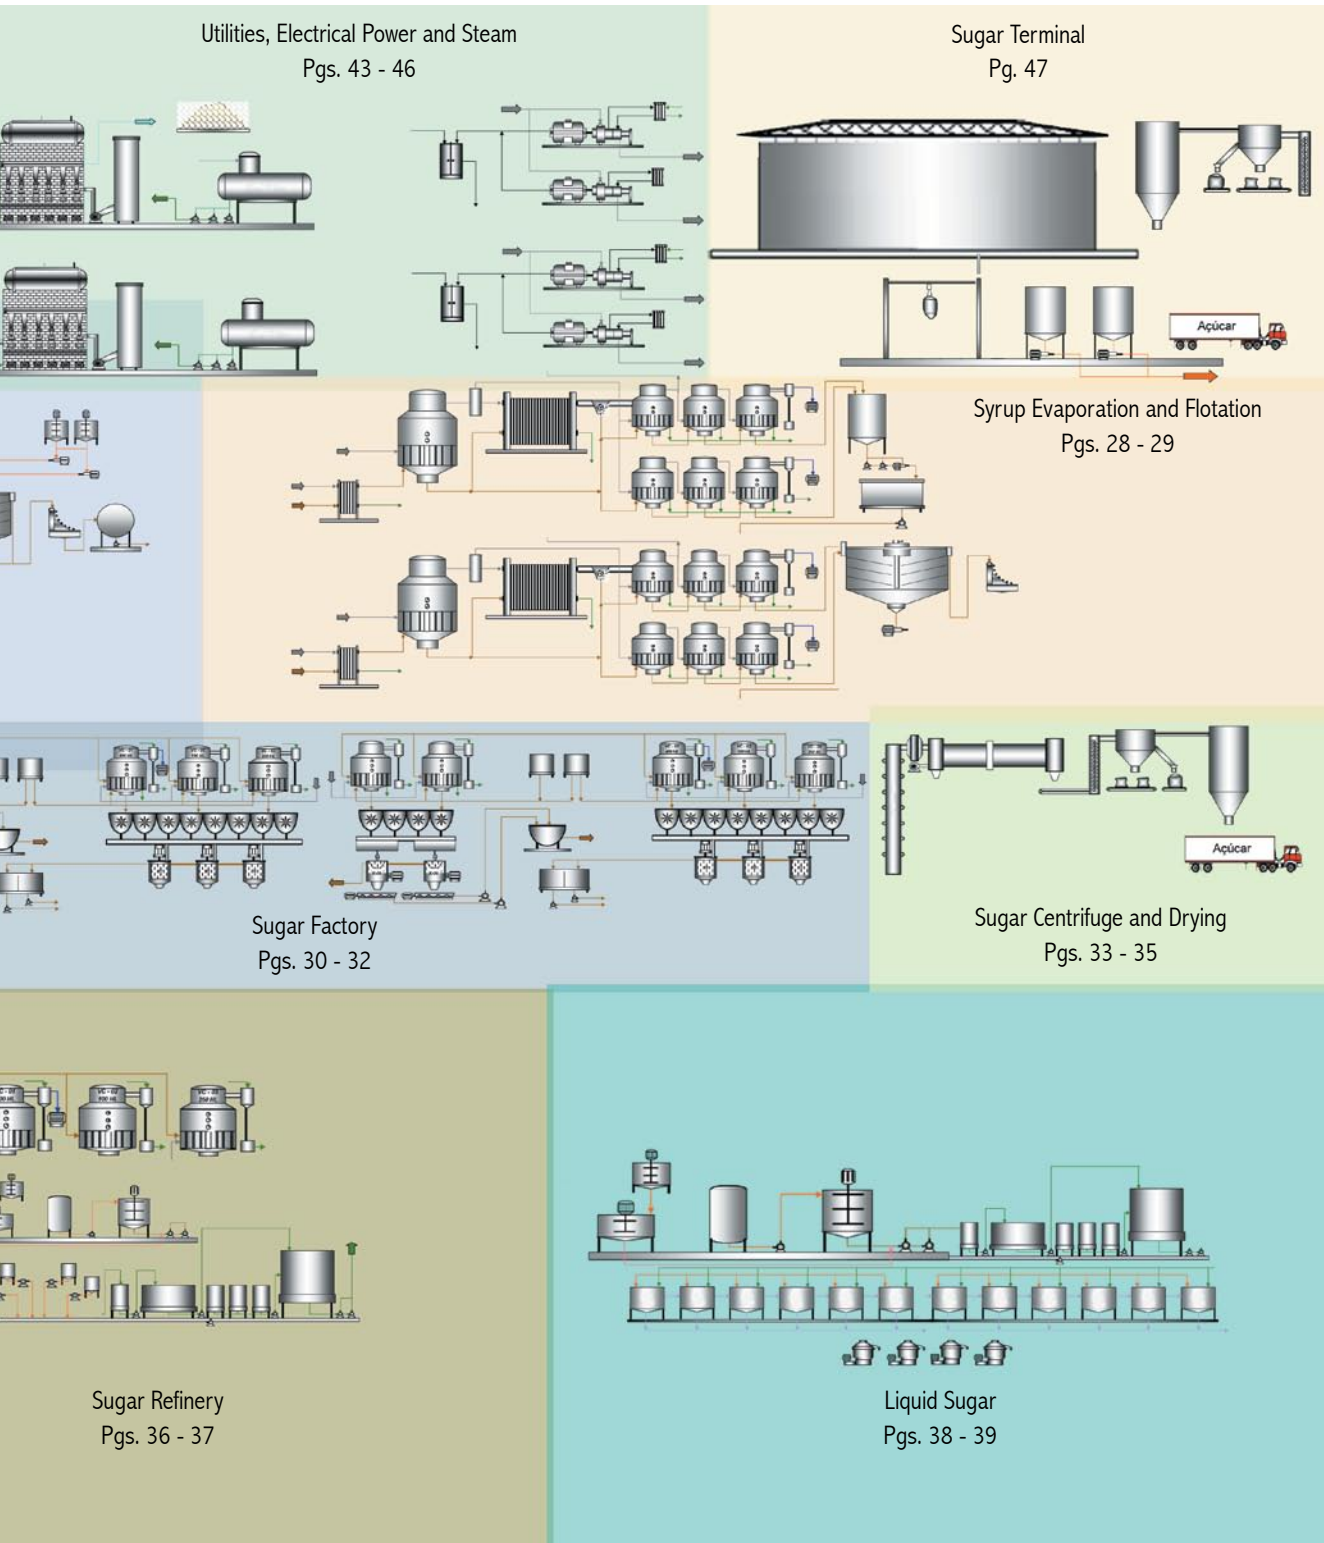 Utilities, Electrical Power and Steam
Pgs. 43 - 46
Sugar Terminal
Pg. 47
Açúcar
Syrup Evaporation and Flotation
Pgs. 28 - 29
Açúcar
Sugar Factory
Pgs. 30 - 32
Sugar Centrifuge and Drying
Pgs. 33 - 35
Sugar Refinery
Pgs. 36 - 37
Liquid Sugar
Pgs. 38 - 39